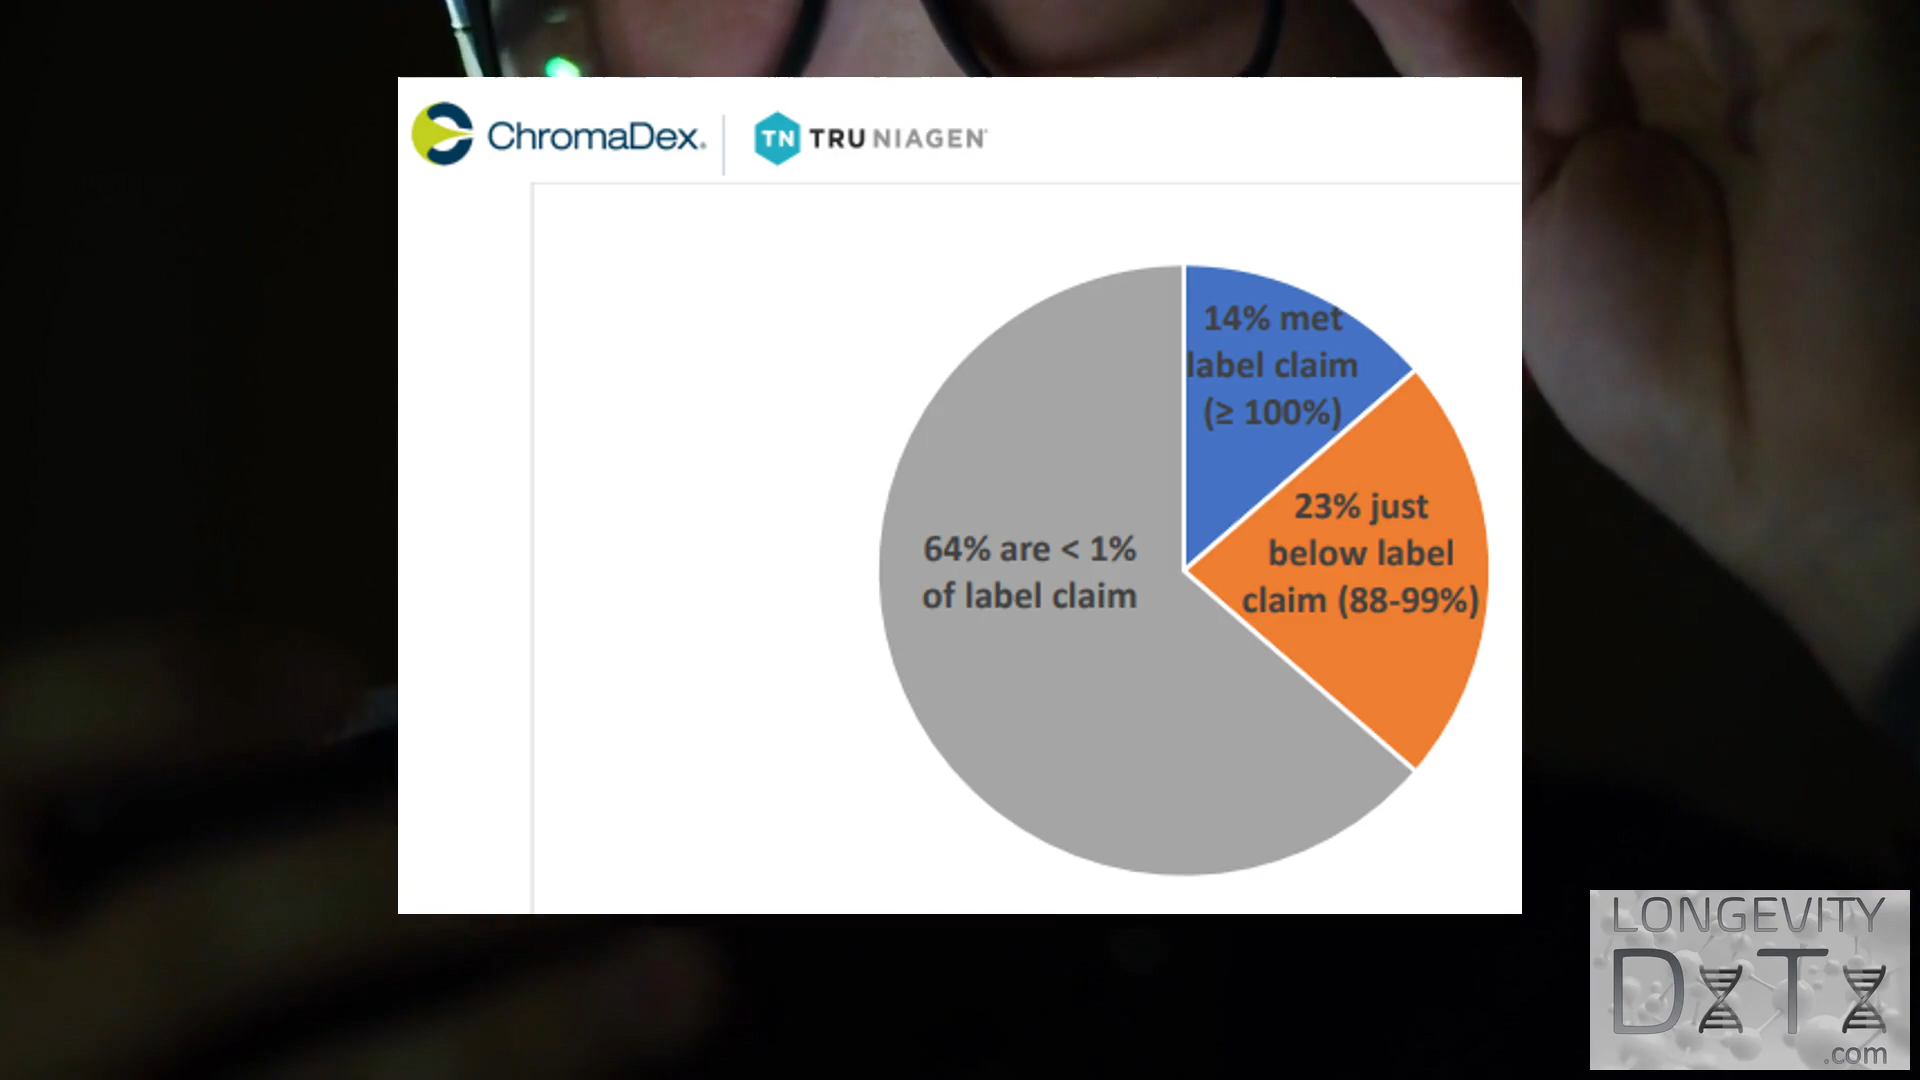 ChromaDex®
TN TRU NIAGEN®
14% met
label claim
(≥ 100%)
23% just
below label
claim (88-99%)
64% are < 1%
of label claim
LONGEVITY
DATA
.com